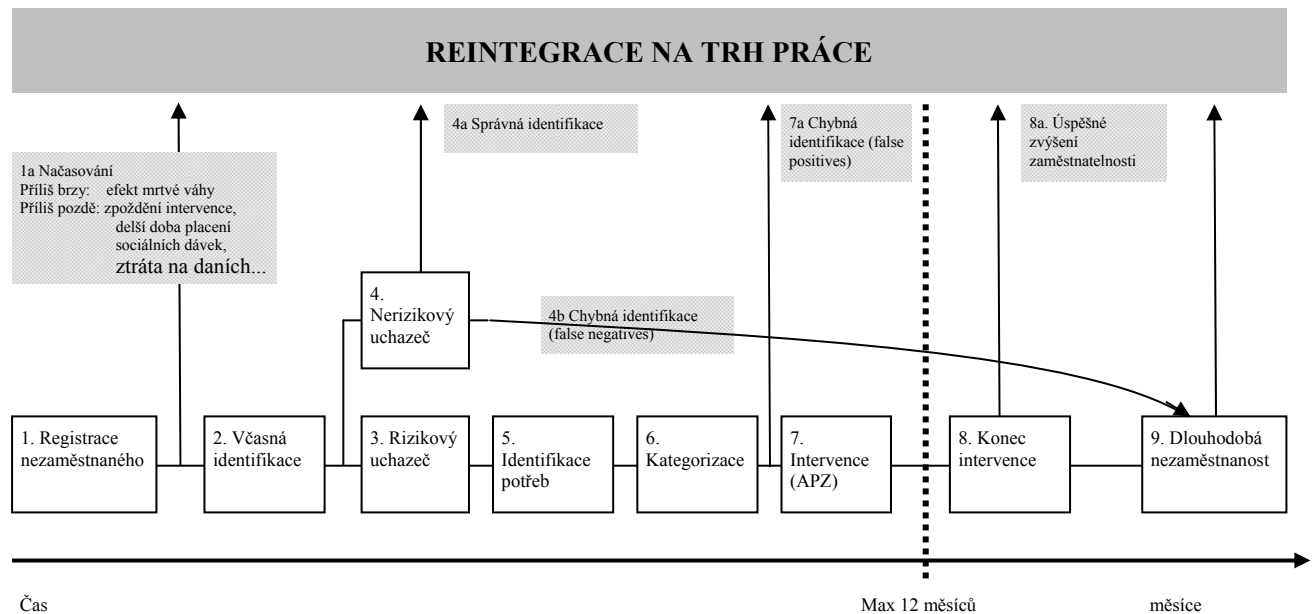 REINTEGRACE NA TRH PRÁCE
1a Načasování
Příliš brzy: efekt mrtvé váhy
Příliš pozdě: zpoždění intervence,
delší doba placení
sociálních dávek,
ztráta na daních...
4a Správná identifikace
7a Chybná
identifikace (false
positives)
8a. Úspěšné
zvýšení
zaměstnatelnosti
4.
Nerizikový
uchazeč
4b Chybná identifikace
(false negatives)
1. Registrace
nezaměstnaného
2. Včasná
identifikace
3. Rizikový
uchazeč
5.
Identifikace
potřeb
6.
Kategorizace
7.
Intervence
(APZ)
8. Konec
intervence
9. Dlouhodobá
nezaměstnanost
Čas
Max 12 měsíců
měsíce